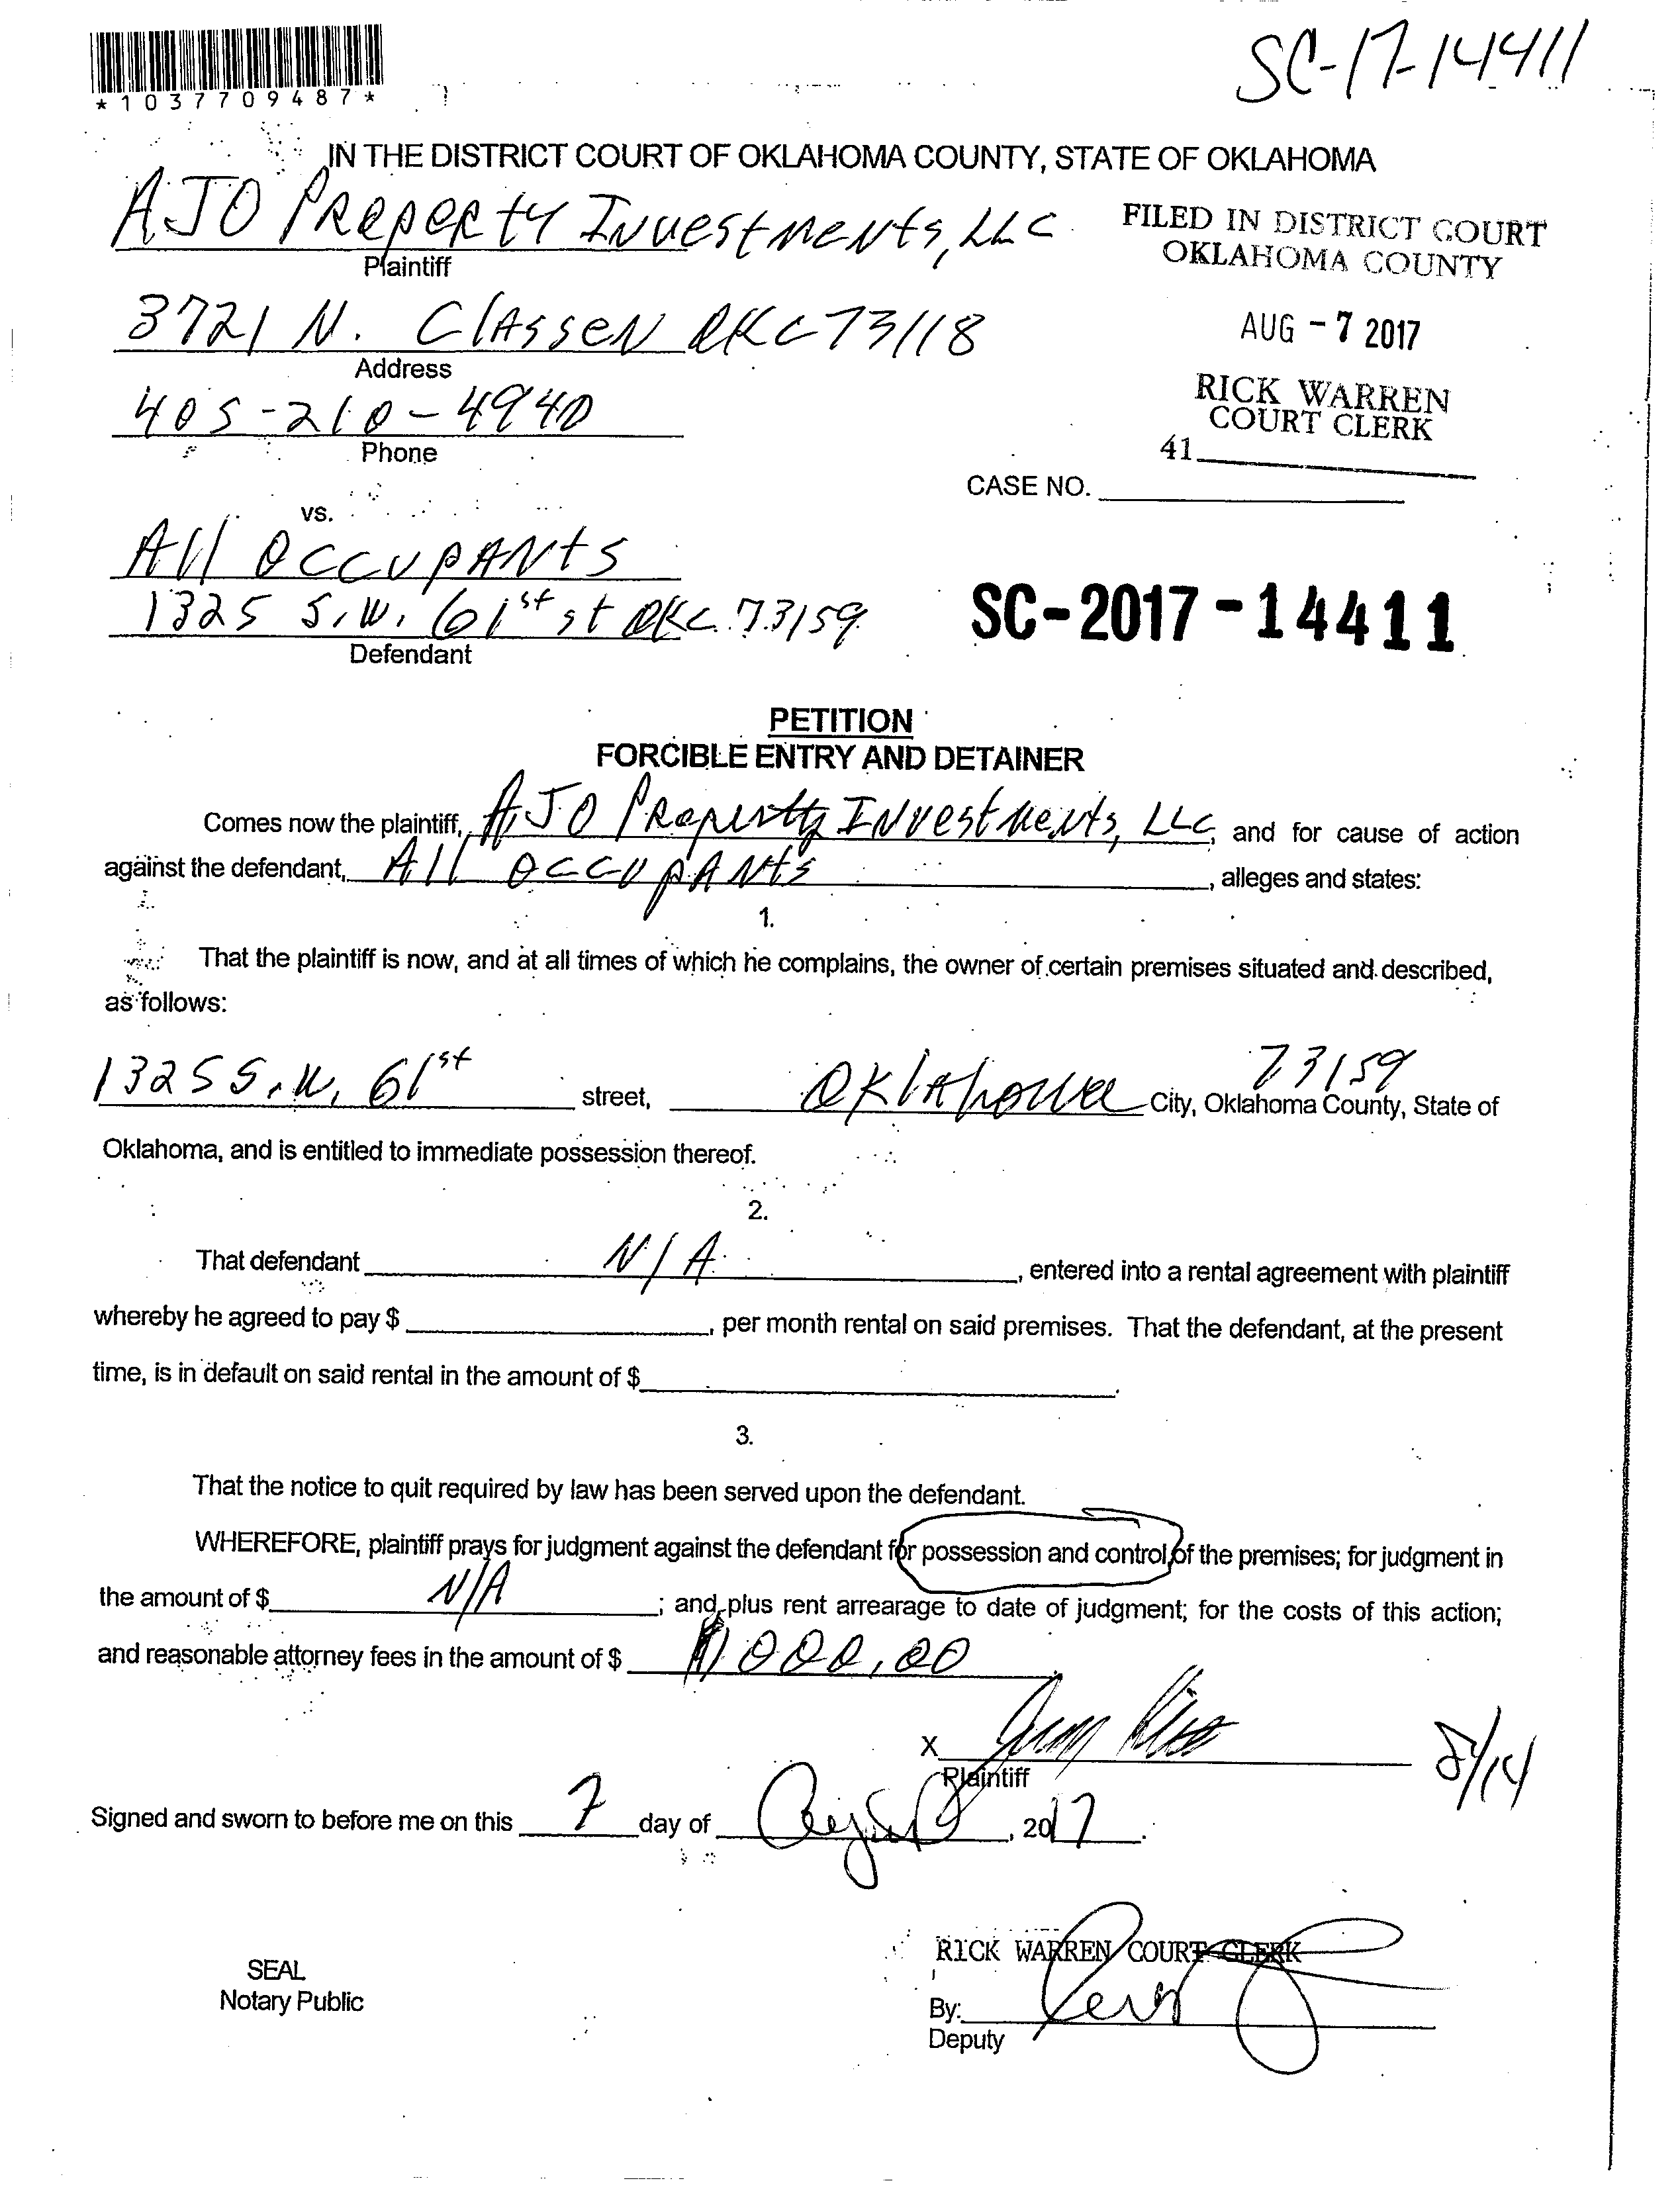 SC-17-14411
*1037709487*
IN THE DISTRICT COURT OF OKLAHOMA COUNTY, STATE OF OKLAHOMA
AJO PROPERTY INVESTMENTS, LLC
Plaintiff
FILED IN DISTRICT COURT
OKLAHOMA COUNTY
3721 N. CLASSEN OKC 73118
Address
AUG - 7 2017
405-210-4940
Phone
RICK WARREN
COURT CLERK
41
CASE NO.
vs.
All OCCUPANTS
1325 S.W. 61st st OKC 73159
Defendant
SC-2017-14411
PETITION
FORCIBLE ENTRY AND DETAINER
Comes now the plaintiff, AJO Property Investments, LLC, and for cause of action
against the defendant, All OCCUPANTS, alleges and states:
1.
That the plaintiff is now, and at all times of which he complains, the owner of certain premises situated and described,
as follows:
1325 S.W. 61st street, Oklahoma City, Oklahoma County, State of 73159
Oklahoma, and is entitled to immediate possession thereof.
2.
That defendant N/A, entered into a rental agreement with plaintiff
whereby he agreed to pay $, per month rental on said premises. That the defendant, at the present
time, is in default on said rental in the amount of $.
3.
That the notice to quit required by law has been served upon the defendant.
WHEREFORE, plaintiff prays for judgment against the defendant for possession and control of the premises; for judgment in
the amount of $ N/A; and plus rent arrearage to date of judgment; for the costs of this action;
and reasonable attorney fees in the amount of $ 1000.00
X
Plaintiff
8/14
Signed and sworn to before me on this 7 day of August, 2017.
RICK WARREN COURT CLERK
SEAL
Notary Public
By:
Deputy